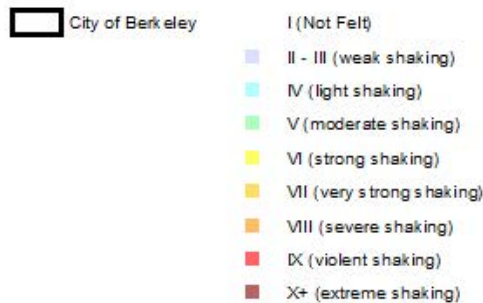 City of Berkeley
I (Not Felt)
II - III (weak shaking)
IV (light shaking)
V (moderate shaking)
VI (strong shaking)
VII (very strong shaking)
VIII (severe shaking)
IX (violent shaking)
X+ (extreme shaking)